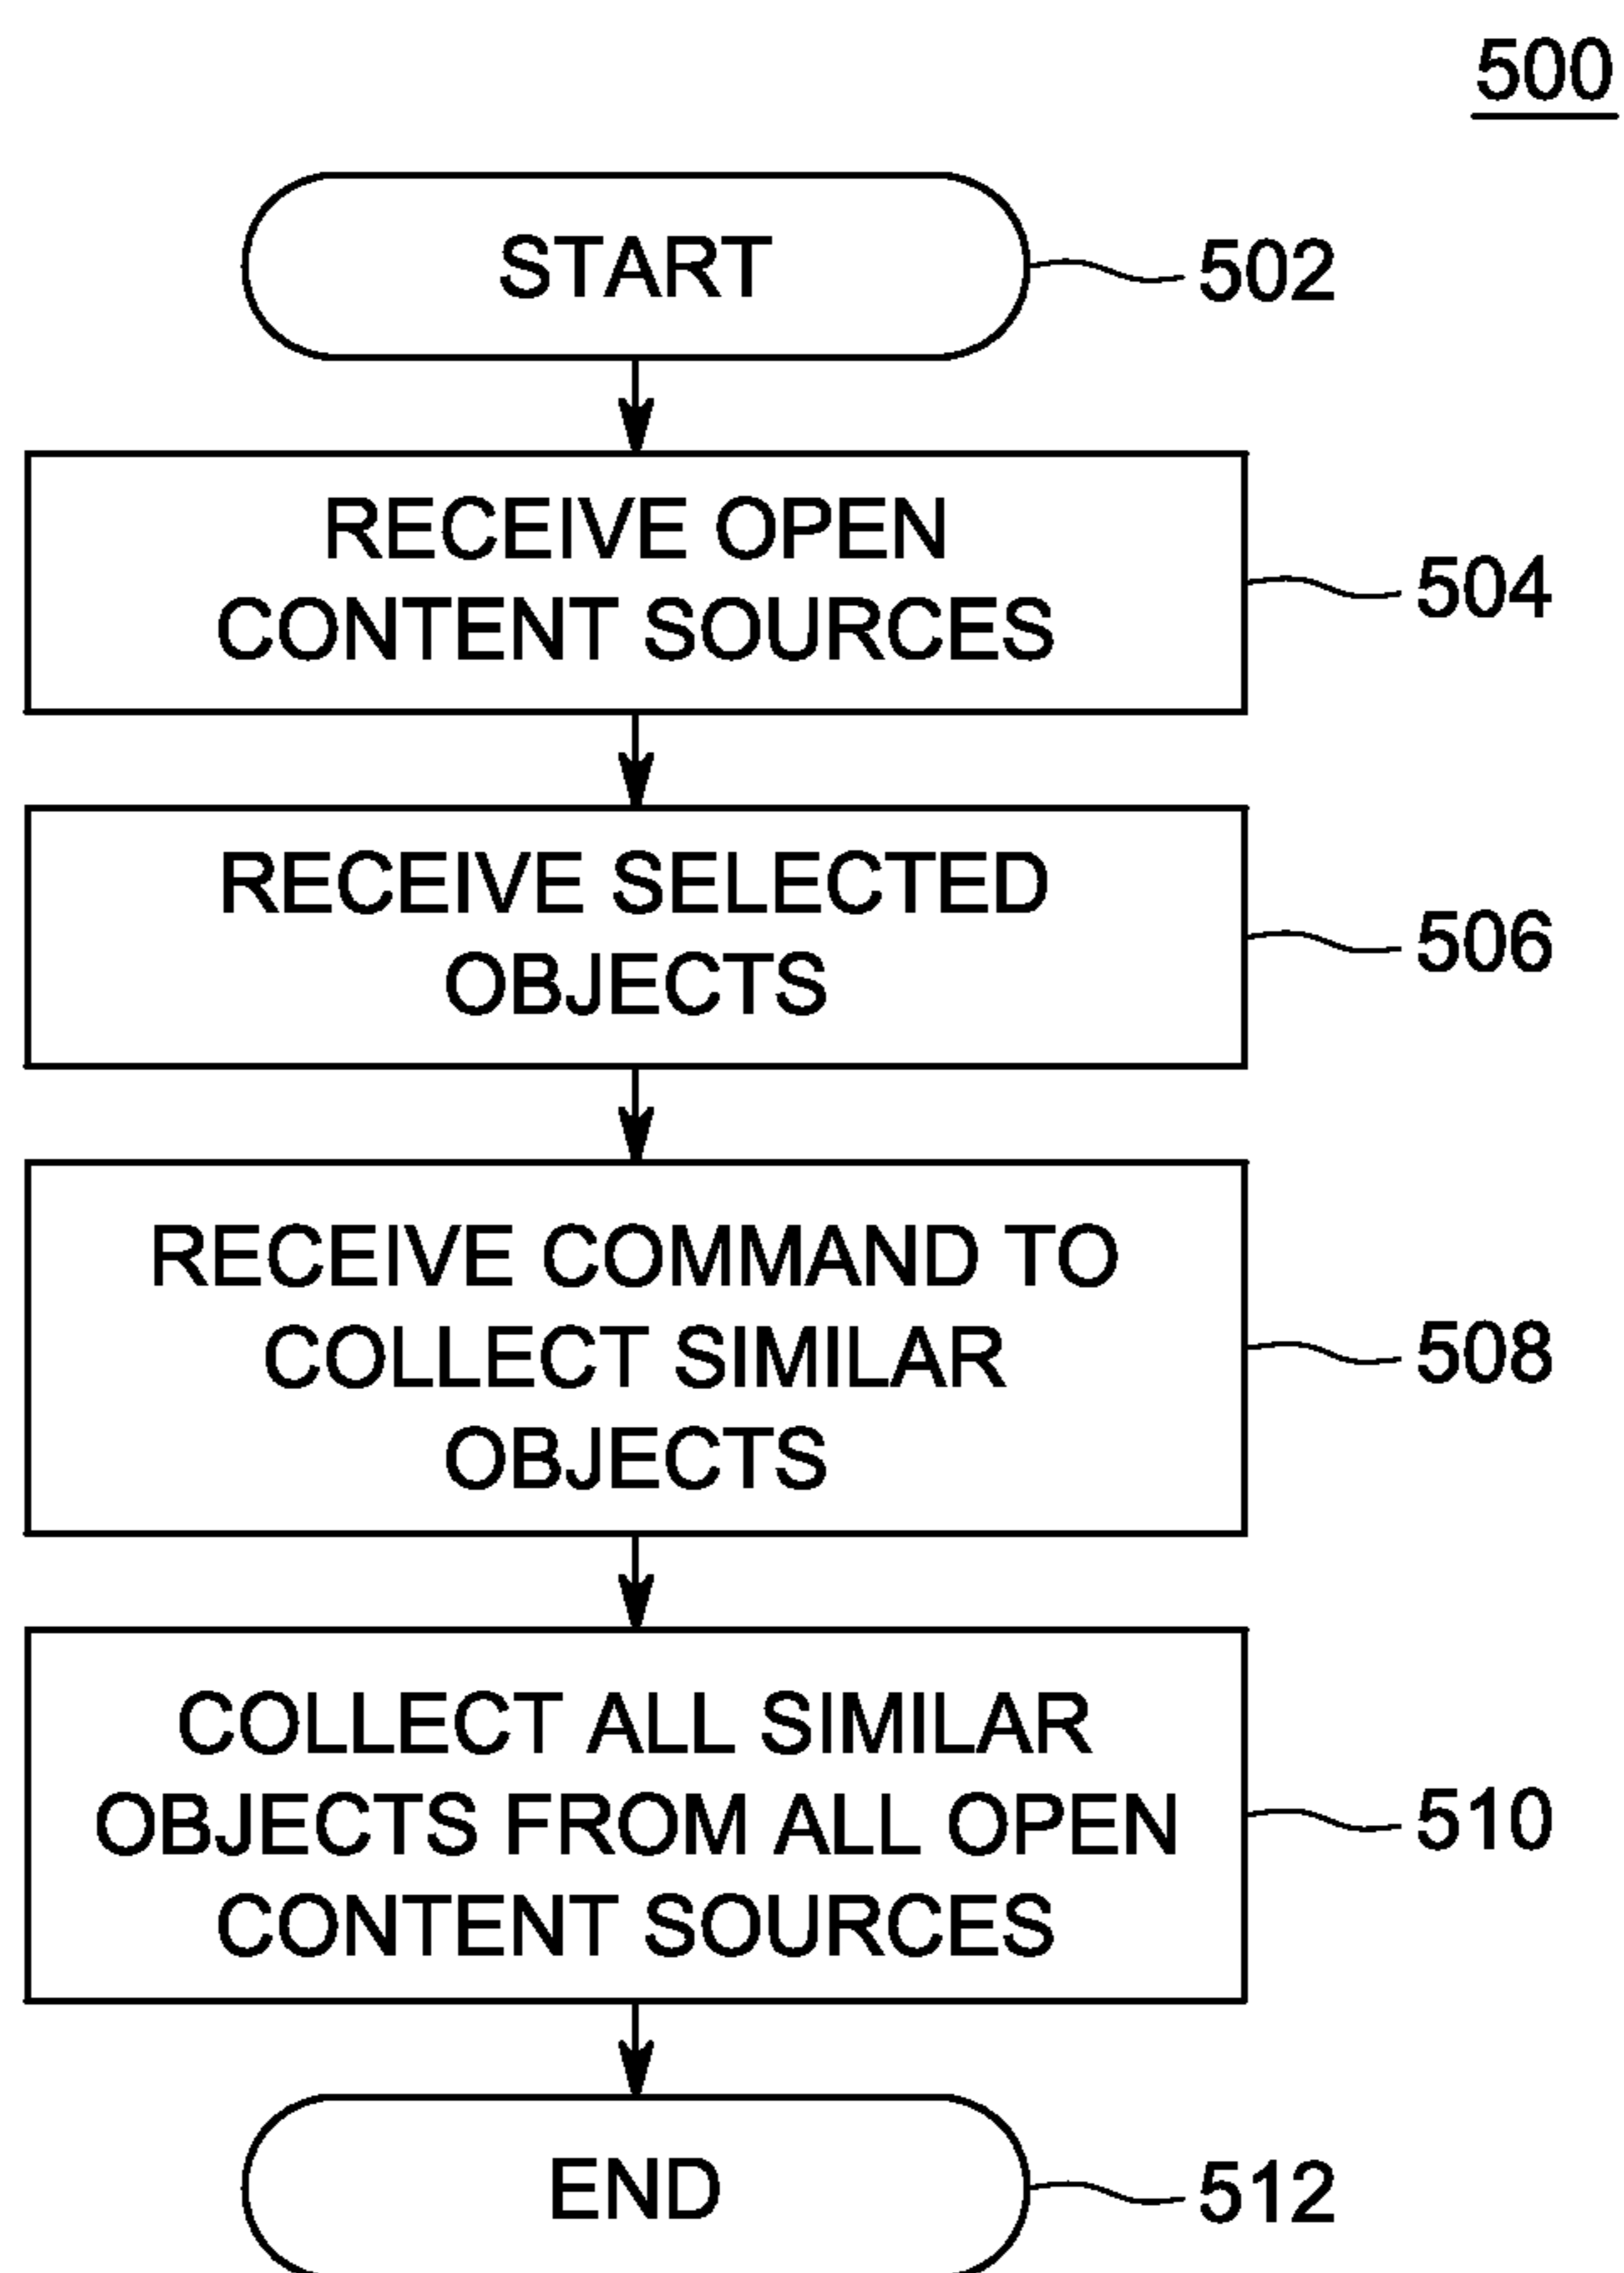 500
START
502
RECEIVE OPEN
CONTENT SOURCES
504
RECEIVE SELECTED
OBJECTS
506
RECEIVE COMMAND TO
COLLECT SIMILAR
OBJECTS
508
COLLECT ALL SIMILAR
OBJECTS FROM ALL OPEN
CONTENT SOURCES
510
END
512